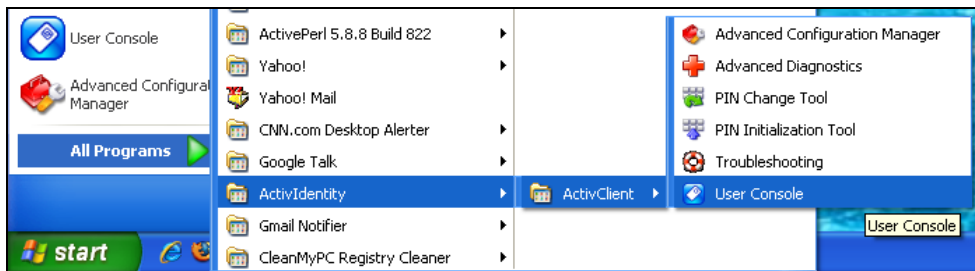 User Console
Advanced Configurat
Manager
All Programs
start
ActivePerl 5.8.8 Build 822
Yahoo!
Yahoo! Mail
CNN.com Desktop Alerter
Google Talk
ActivIdentity
Gmail Notifier
CleanMyPC Registry Cleaner
ActivClient
Advanced Configuration Manager
Advanced Diagnostics
PIN Change Tool
PIN Initialization Tool
Troubleshooting
User Console
User Console